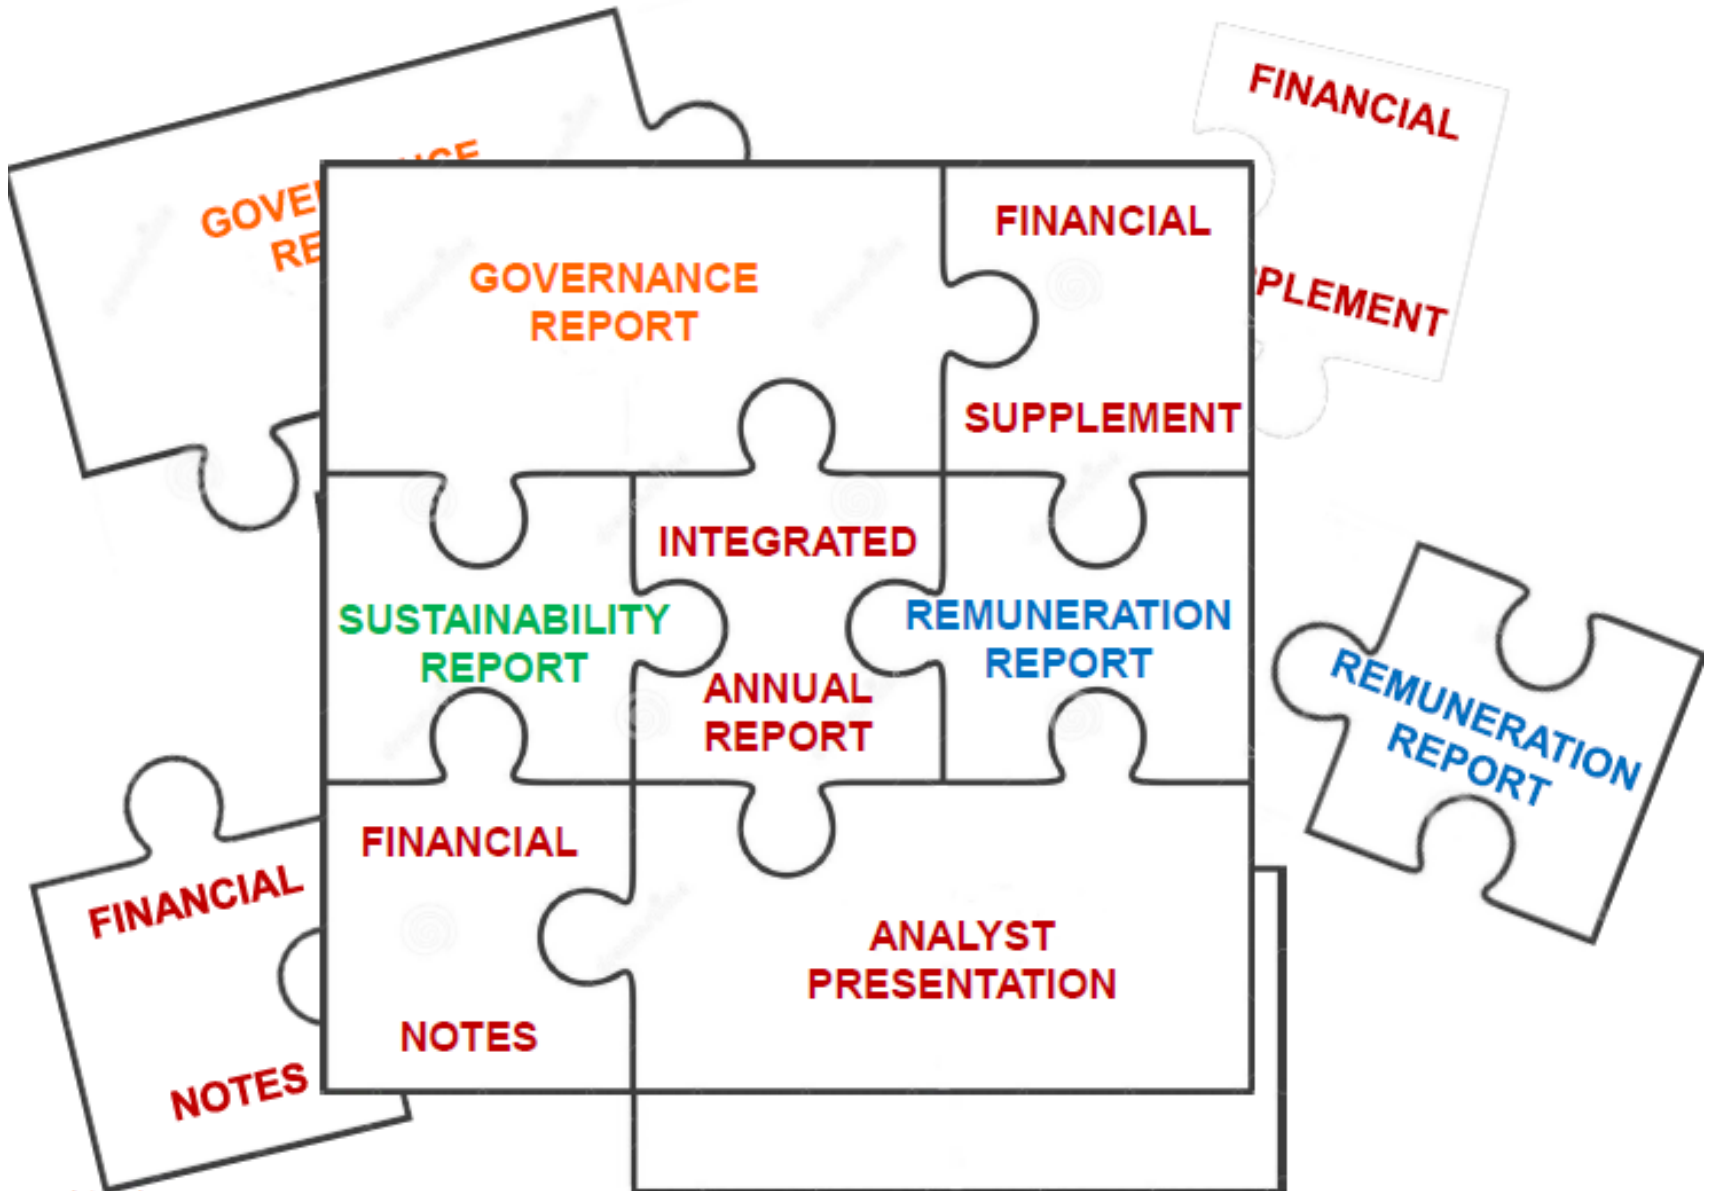 GOVE
NCE
RE
FINANCIAL
PLEMENT
GOVERNANCE
REPORT
FINANCIAL
SUPPLEMENT
SUSTAINABILITY
REPORT
INTEGRATED
ANNUAL
REPORT
REMUNERATION
REPORT
REMUNERATION
REPORT
FINANCIAL
NOTES
FINANCIAL
NOTES
ANALYST
PRESENTATION